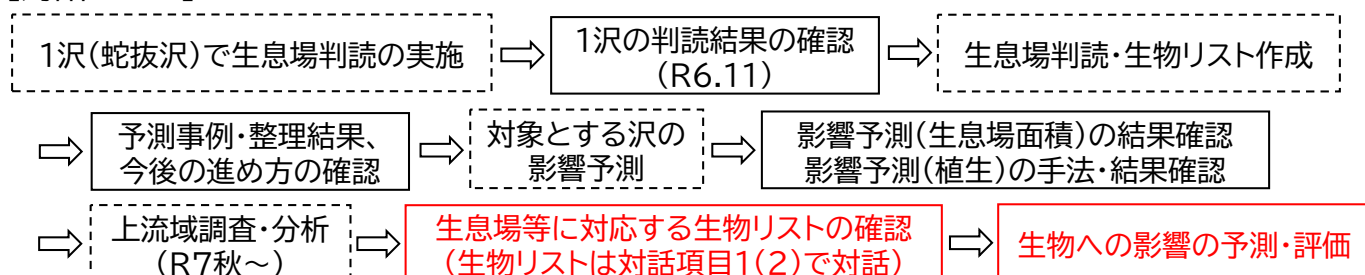 1沢(蛇抜沢)で生息場判読の実施
1沢の判読結果の確認
(R6.11)
生息場判読・生物リスト作成
予測事例・整理結果、
今後の進め方の確認
対象とする沢の
影響予測
影響予測(生息場面積)の結果確認
影響予測(植生)の手法・結果確認
上流域調査・分析
(R7秋~)
生息場等に対応する生物リストの確認
(生物リストは対話項目1(2)で対話)
生物への影響の予測・評価